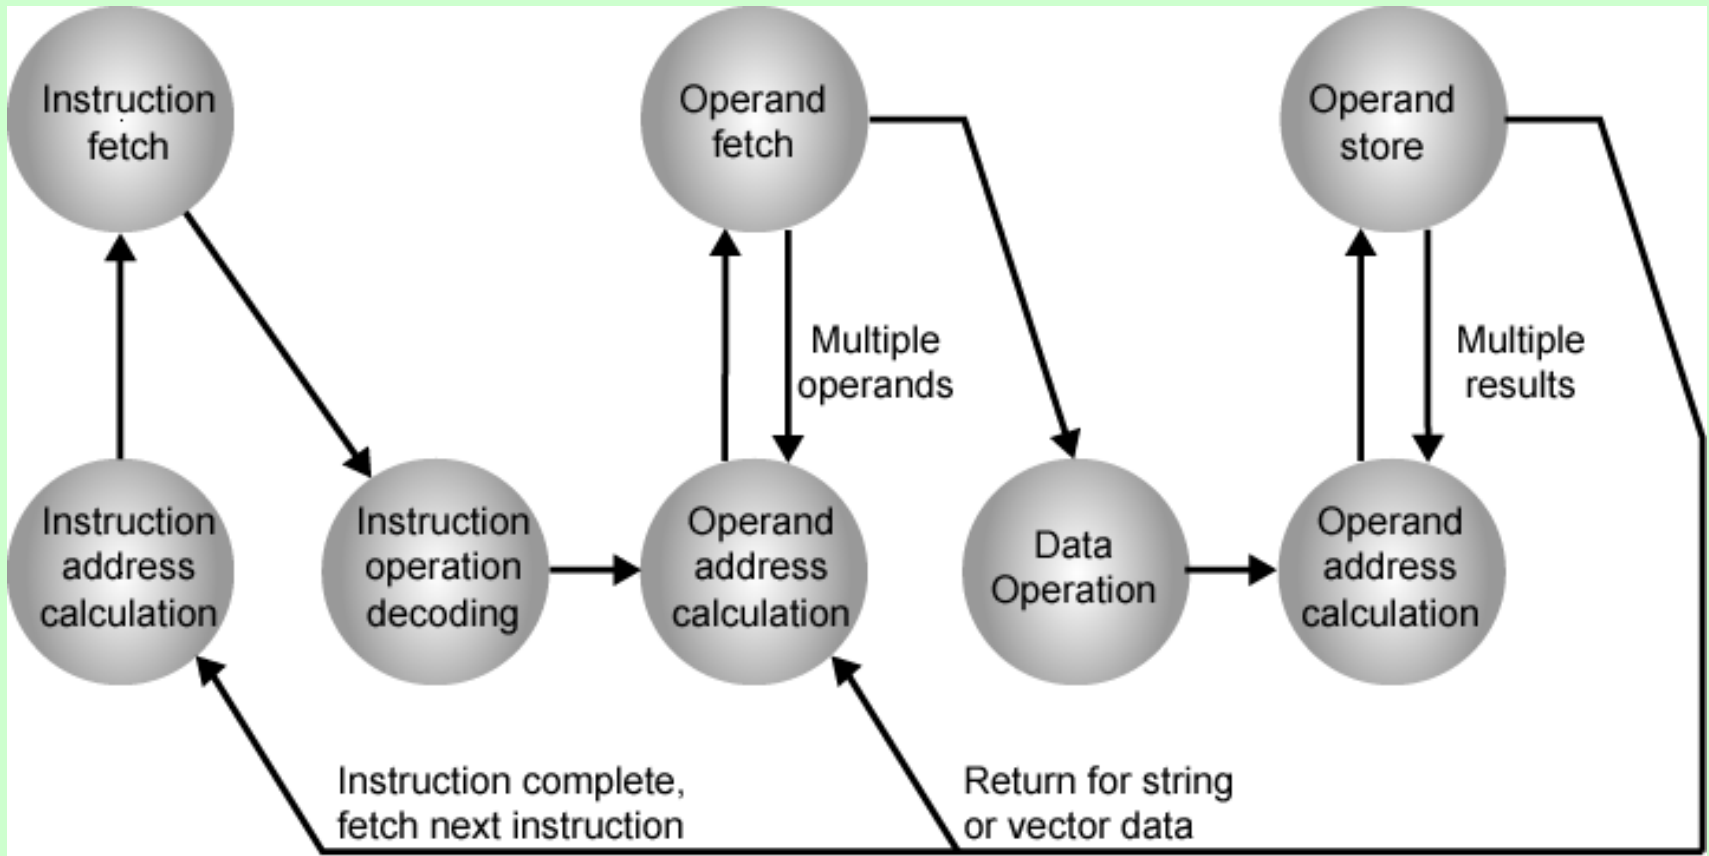 Instruction
fetch
Operand
fetch
Operand
store
Multiple
operands
Multiple
results
Instruction
address
calculation
Instruction
operation
decoding
Operand
address
calculation
Data
Operation
Operand
address
calculation
Instruction complete,
fetch next instruction
Return for string
or vector data